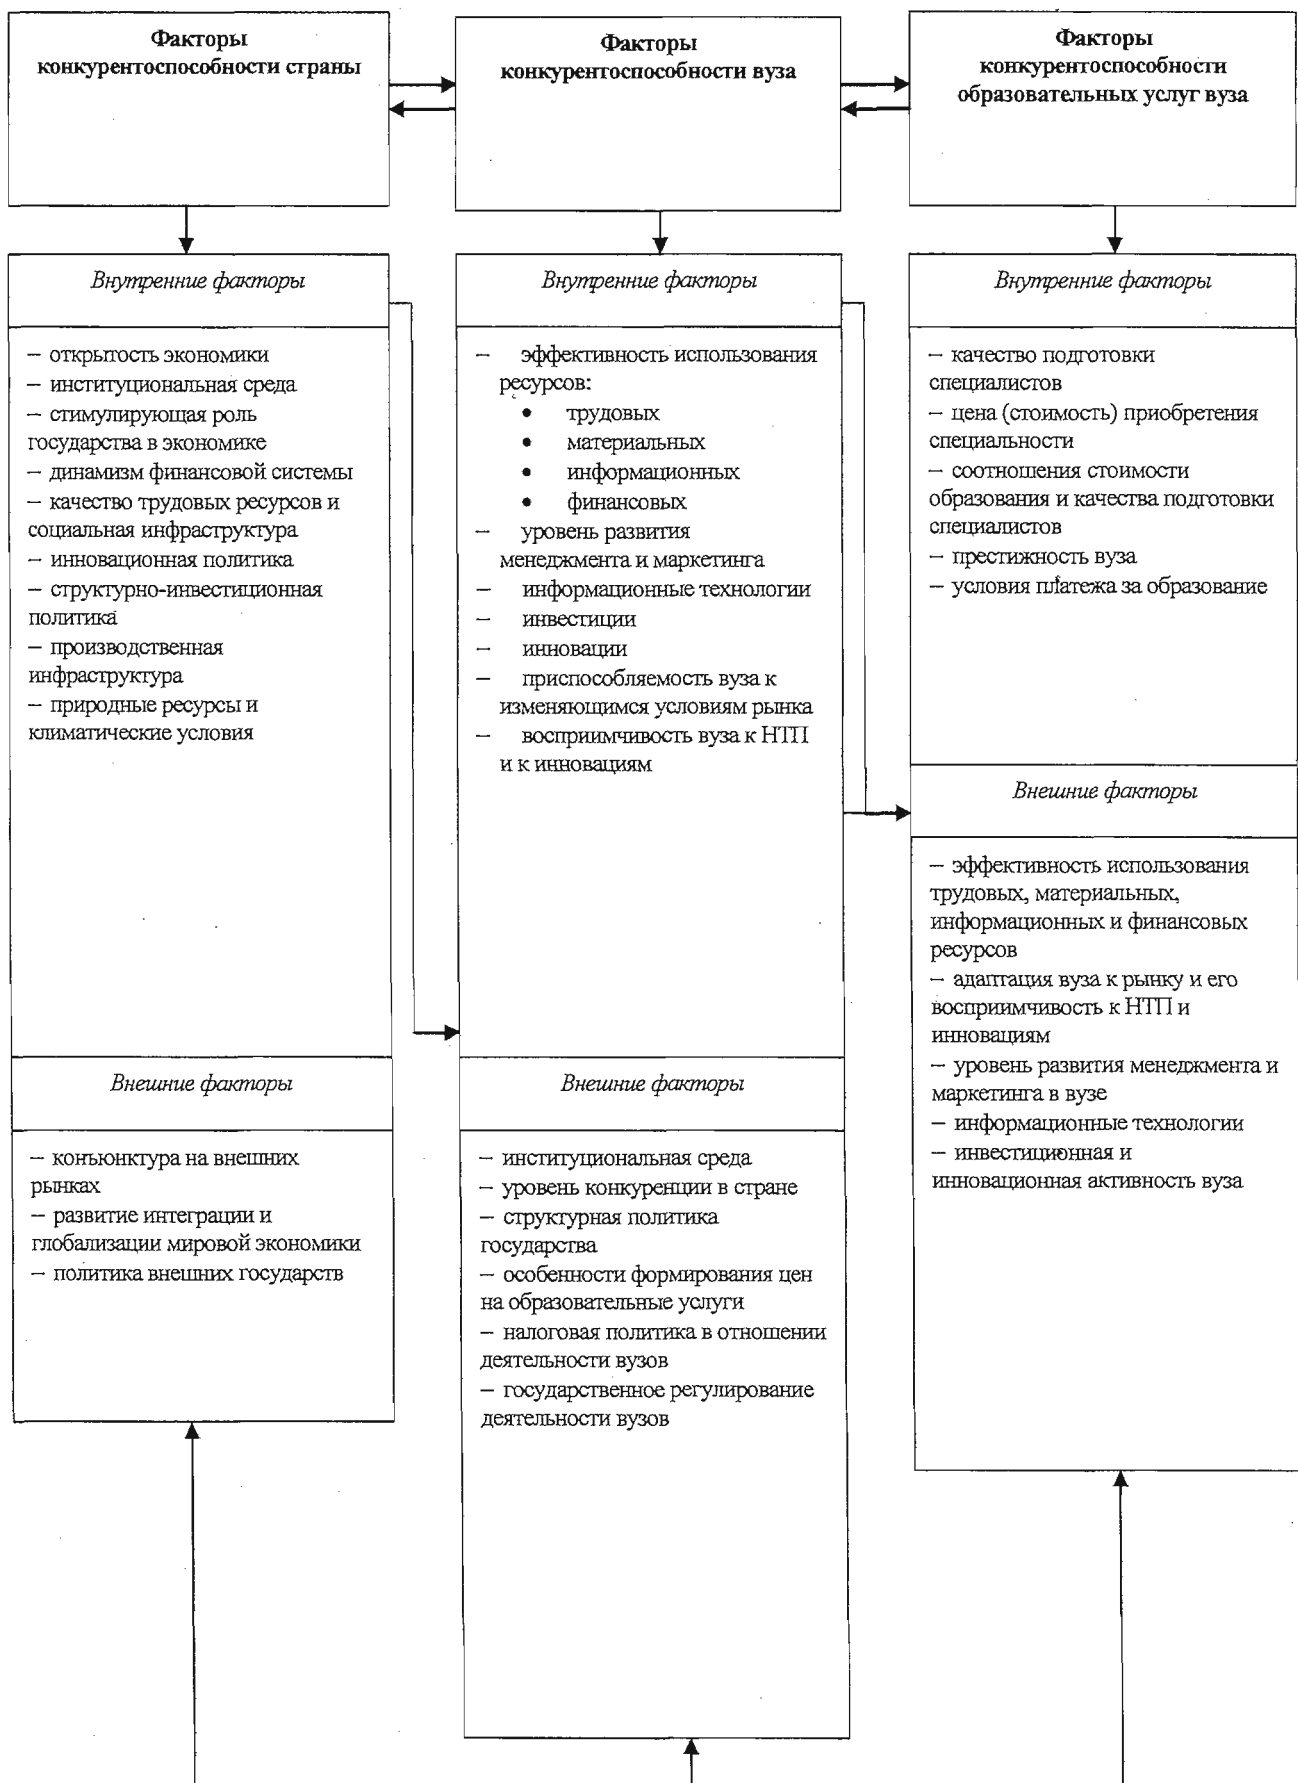 Факторы
конкурентоспособности страны
Факторы
конкурентоспособности вуза
Факторы
конкурентоспособности
образовательных услуг вуза
Внутренние факторы
– открытость экономики
– институциональная среда
– стимулирующая роль
государства в экономике
– динамизм финансовой системы
– качество трудовых ресурсов и
социальная инфраструктура
– инновационная политика
– структурно-инвестиционная
политика
– производственная
инфраструктура
– природные ресурсы и
климатические условия
Внешние факторы
– конъюнктура на внешних
рынках
– развитие интеграции и
глобализации мировой экономики
– политика внешних государств
Внутренние факторы
– эффективность использования
ресурсов:
• трудовых
• материальных
• информационных
• финансовых
– уровень развития
менеджмента и маркетинга
– информационные технологии
– инвестиции
– инновации
– приспособляемость вуза к
изменяющимся условиям рынка
– восприимчивость вуза к НТП
и к инновациям
Внешние факторы
– институциональная среда
– уровень конкуренции в стране
– структурная политика
государства
– особенности формирования цен
на образовательные услуги
– налоговая политика в отношении
деятельности вузов
– государственное регулирование
деятельности вузов
Внутренние факторы
– качество подготовки
специалистов
– цена (стоимость) приобретения
специальности
– соотношения стоимости
образования и качества подготовки
специалистов
– престижность вуза
– условия платежа за образование
Внешние факторы
– эффективность использования
трудовых, материальных,
информационных и финансовых
ресурсов
– адаптация вуза к рынку и его
восприимчивость к НТП и
инновациям
– уровень развития менеджмента и
маркетинга в вузе
– информационные технологии
– инвестиционная и
инновационная активность вуза